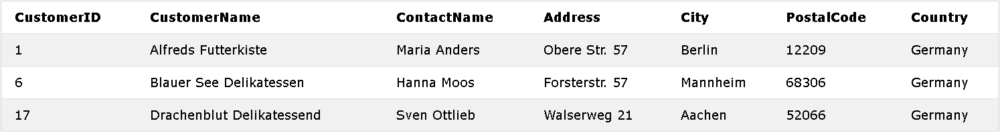 CustomerID CustomerName ContactName Address City PostalCode Country
1 Alfreds Futterkiste Maria Anders Obere Str. 57 Berlin 12209 Germany
6 Blauer See Delikatessen Hanna Moos Forsterstr. 57 Mannheim 68306 Germany
17 Drachenblut Delikatessend Sven Ottlieb Walserweg 21 Aachen 52066 Germany